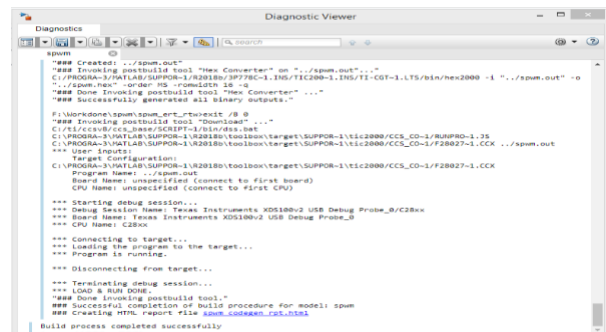 Diagnostic Viewer
Diagnostics
search
spwm
"### Created: ../spwm.out"
"### Invoking postbuild tool "Hex Converter" on "../spwm.out"..."
C:/PROGRA~3/MATLAB/SUPPOR~1/R2018b/3P778C~1.INS/TIC200~1.INS/TI-CGT~1.LTS/bin/hex2000 -i "../spwm.out" -o
"../spwm.hex" -order MS -romwidth 16 -q
"### Done Invoking postbuild tool "Hex Converter" ..."
"### Successfully generated all binary outputs."
F:\Workdone\spwm\spwm_ert_rtw>exit /B 0
"### Invoking postbuild tool "Download" ..."
C:/ti/ccsv8/ccs_base/SCRIPT~1/bin/dss.bat
C:\PROGRA~3\MATLAB\SUPPOR~1\R2018b\toolbox\target\SUPPOR~1\tic2000\CCS_CO~1/RUNPRO~1.JS
C:\PROGRA~3\MATLAB\SUPPOR~1\R2018b\toolbox\target\SUPPOR~1\tic2000\CCS_CO~1/F28027~1.CCX ../spwm.out
*** User inputs:
Target Configuration:
C:\PROGRA~3\MATLAB\SUPPOR~1\R2018b\toolbox\target\SUPPOR~1\tic2000\CCS_CO~1/F28027~1.CCX
Program Name: ../spwm.out
Board Name: unspecified (connect to first board)
CPU Name: unspecified (connect to first CPU)
*** Starting debug session...
*** Debug Session Name: Texas Instruments XDS100v2 USB Debug Probe_0/C28xx
*** Board Name: Texas Instruments XDS100v2 USB Debug Probe_0
*** CPU Name: C28xx
*** Connecting to target...
*** Loading the program to the target...
*** Program is running.
*** Disconnecting from target...
*** Terminating debug session...
*** LOAD & RUN DONE.
"### Done invoking postbuild tool."
### Successful completion of build procedure for model: spwm
### Creating HTML report file spwm_codegen_rpt.html
Build process completed successfully